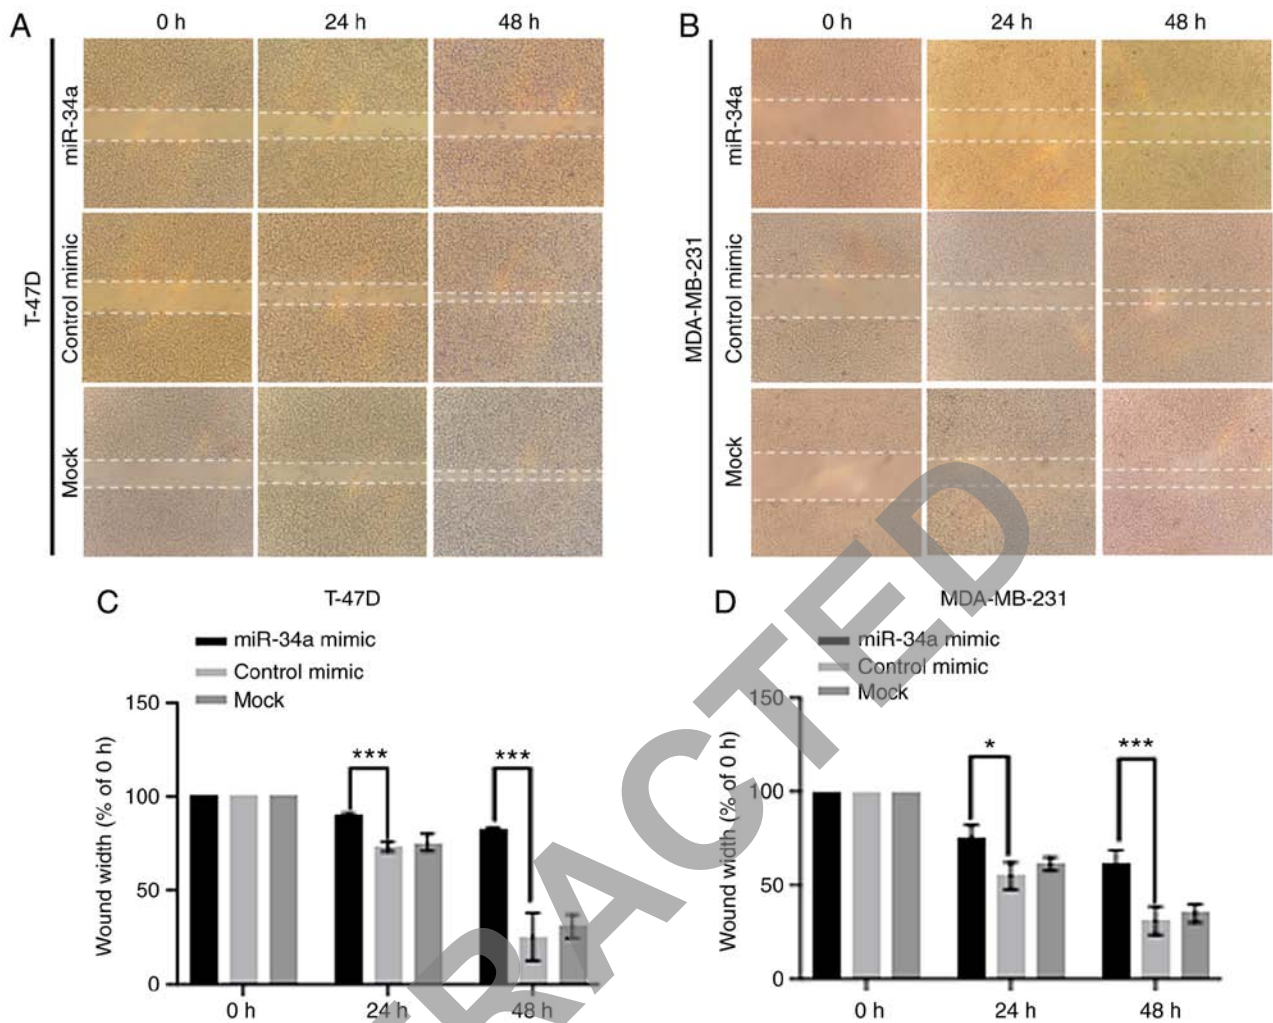 A
0 h
24 h
48 h
T-47D
miR-34a
Control mimic
Mock
B
0 h
24 h
48 h
MDA-MB-231
miR-34a
Control mimic
Mock
C
T-47D
miR-34a mimic
Control mimic
Mock
Wound width (% of 0 h)
150
100
50
0
***
***
0 h
24 h
48 h
D
MDA-MB-231
miR-34a mimic
Control mimic
Mock
Wound width (% of 0 h)
150
100
50
0
*
***
0 h
24 h
48 h
RACTED